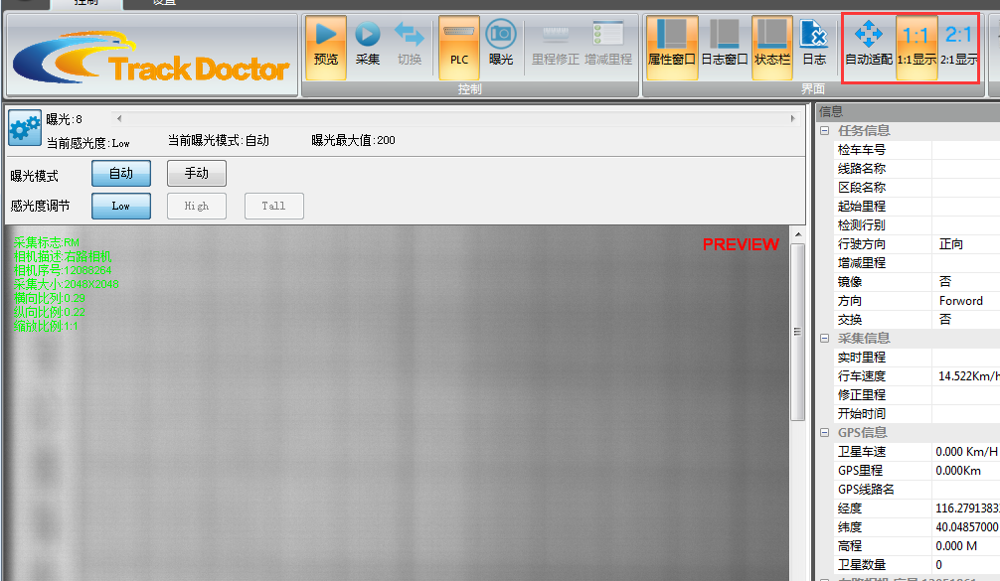 控制 设置
Track Doctor
预览 采集 切换 PLC 曝光 里程修正 增减里程
控制
属性窗口 日志窗口 状态栏 日志
1:1 2:1
自动适配 1:1显示 2:1显示
界面
曝光:8
当前感光度:Low 当前曝光模式:自动 曝光最大值:200
曝光模式 自动 手动
感光度调节 Low High Tall
PREVIEW
采集标志:RM
相机描述:右路相机
相机序号:12068264
采集大小:2048X2048
横向比列:0.29
纵向比例:0.22
缩放比例:1:1
信息
任务信息
检车车号
线路名称
区段名称
起始里程
检测行别
行驶方向 正向
增减里程
镜像 否
方向 Forword
交换 否
采集信息
实时里程
行车速度 14.522Km/h
修正里程
开始时间
GPS信息
卫星车速 0.000 Km/H
GPS里程 0.000Km
GPS线路名
经度 116.2791383
纬度 40.04857000
高程 0.000 M
卫星数量 0